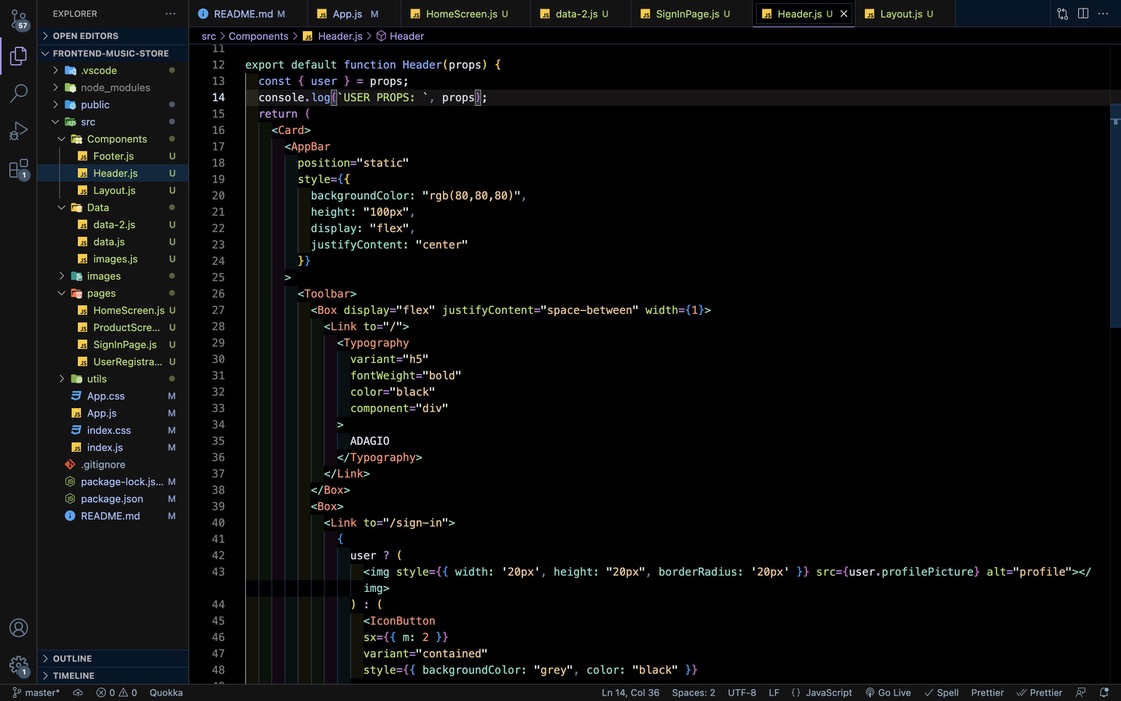 57
EXPLORER
OPEN EDITORS
FRONTEND-MUSIC-STORE
.vscode
node_modules
public
src
Components
Footer.js U
Header.js U
Layout.js U
Data
data-2.js U
data.js U
images.js U
images
pages
HomeScreen.js U
ProductScre... U
SignInPage.js U
UserRegistra... U
utils
App.css M
App.js M
index.css M
index.js M
.gitignore
package-lock.js... M
package.json M
README.md M
OUTLINE
TIMELINE
1
1
README.md M App.js M HomeScreen.js U data-2.js U SignInPage.js U Header.js U Layout.js U
src > Components > Header.js > Header
11
12 export default function Header(props) {
13 const { user } = props;
14 console.log(`USER PROPS: `, props);
15 return (
16 <Card>
17 <AppBar
18 position="static"
19 style={{
20 backgroundColor: "rgb(80,80,80)",
21 height: "100px",
22 display: "flex",
23 justifyContent: "center"
24 }}
25 >
26 <Toolbar>
27 <Box display="flex" justifyContent="space-between" width={1}>
28 <Link to="/">
29 <Typography
30 variant="h5"
31 fontWeight="bold"
32 color="black"
33 component="div"
34 >
35 ADAGIO
36 </Typography>
37 </Link>
38 </Box>
39 <Box>
40 <Link to="/sign-in">
41 {
42 user ? (
43 <img style={{ width: '20px', height: "20px", borderRadius: '20px' }} src={user.profilePicture} alt="profile"></
img>
44 ) : (
45 <IconButton
46 sx={{ m: 2 }}
47 variant="contained"
48 style={{ backgroundColor: "grey", color: "black" }}
master* 0 0 Quokka Ln 14, Col 36 Spaces: 2 UTF-8 LF {} JavaScript Go Live Spell Prettier Prettier